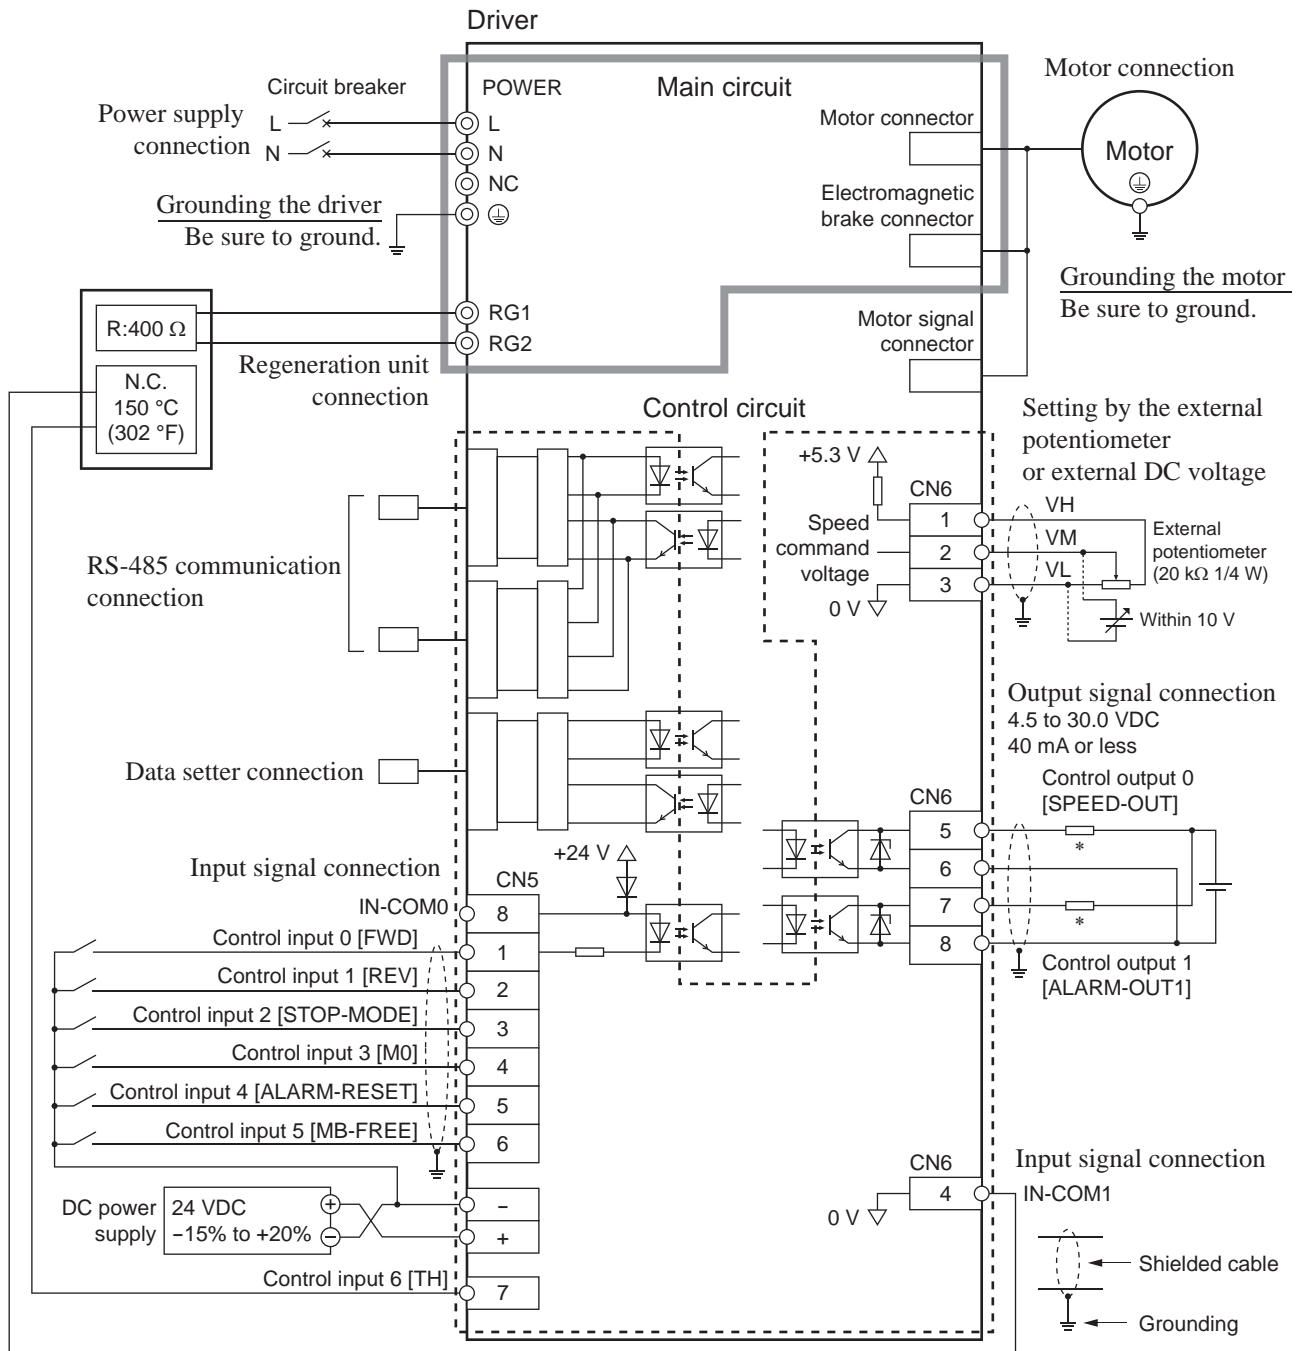 Driver
Circuit breaker
POWER
Main circuit
Motor connection
Power supply
connection
L
N
L
N
NC
Motor connector
Motor
Electromagnetic
brake connector
Grounding the driver
Be sure to ground.
Grounding the motor
Be sure to ground.
R:400 Ω
RG1
RG2
Motor signal
connector
Regeneration unit
connection
N.C.
150 °C
(302 °F)
Control circuit
Setting by the external
potentiometer
or external DC voltage
+5.3 V
CN6
1
2
3
Speed
command
voltage
0 V
VH
VM
VL
External
potentiometer
(20 kΩ 1/4 W)
Within 10 V
RS-485 communication
connection
Output signal connection
4.5 to 30.0 VDC
40 mA or less
Data setter connection
Control output 0
[SPEED-OUT]
CN6
5
6
7
8
*
*
Control output 1
[ALARM-OUT1]
+24 V
Input signal connection
CN5
IN-COM0
8
Control input 0 [FWD]
1
Control input 1 [REV]
2
Control input 2 [STOP-MODE]
3
Control input 3 [M0]
4
Control input 4 [ALARM-RESET]
5
Control input 5 [MB-FREE]
6
DC power
supply
24 VDC
−15% to +20%
+
−
−
+
Control input 6 [TH]
7
CN6
4
0 V
Input signal connection
IN-COM1
Shielded cable
Grounding